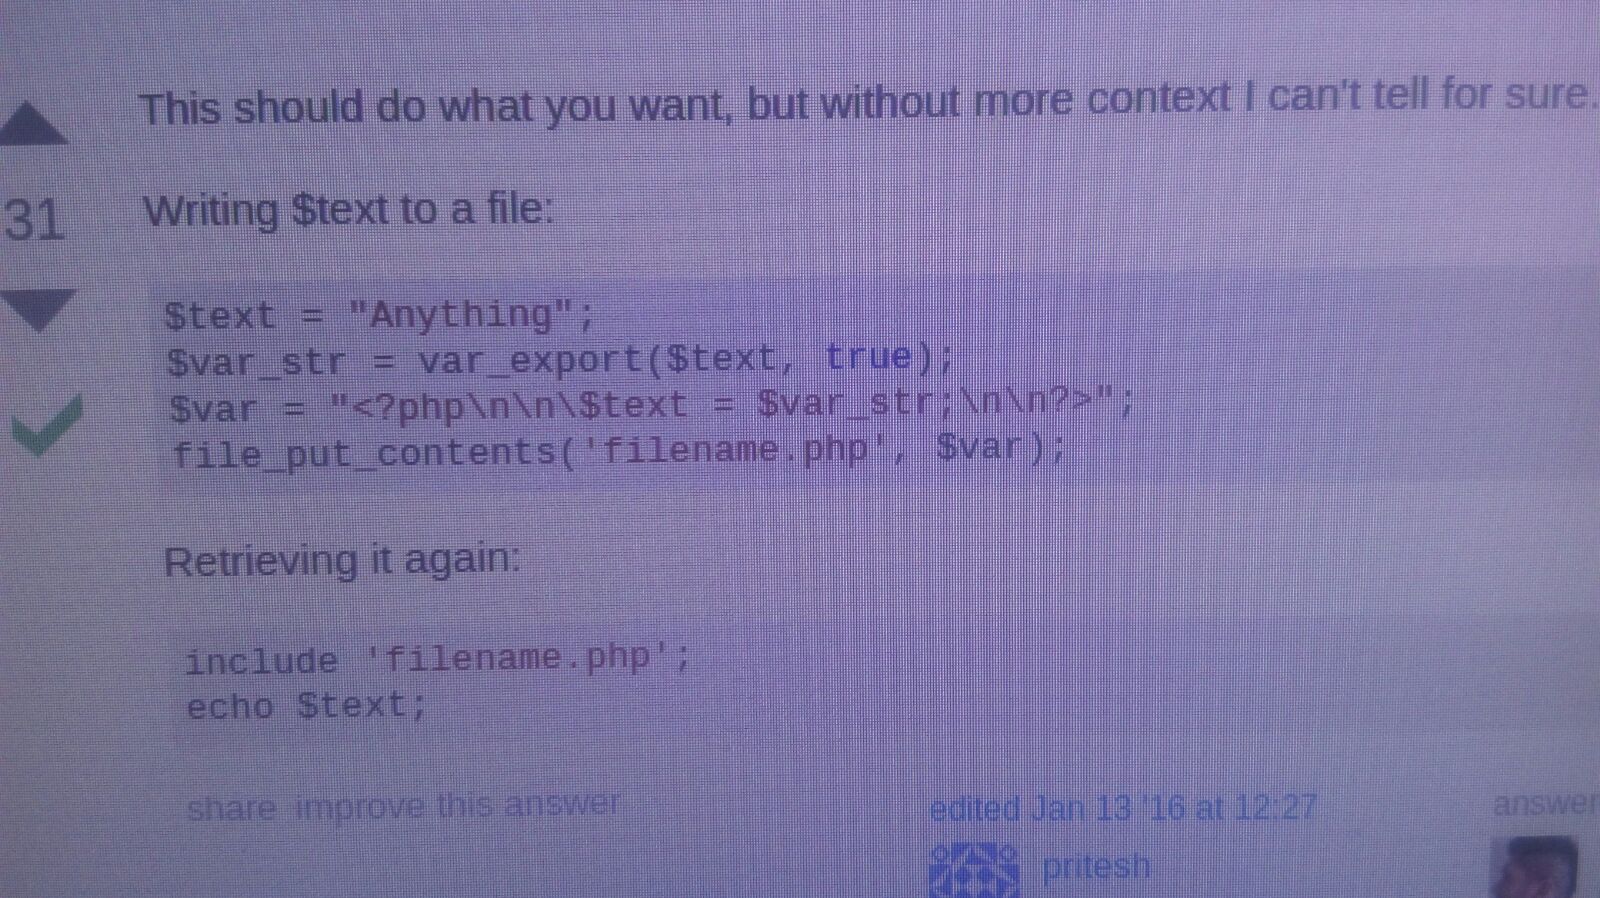 This should do what you want, but without more context I can't tell for sure.
31
Writing $text to a file:
$text = "Anything";
$var_str = var_export($text, true);
$var = "<?php\n\n\$text = $var_str;\n\n?>";
file_put_contents('filename.php', $var);
Retrieving it again:
include 'filename.php';
echo $text;
share improve this answer
edited Jan 13 '16 at 12:27
answer
pritesh